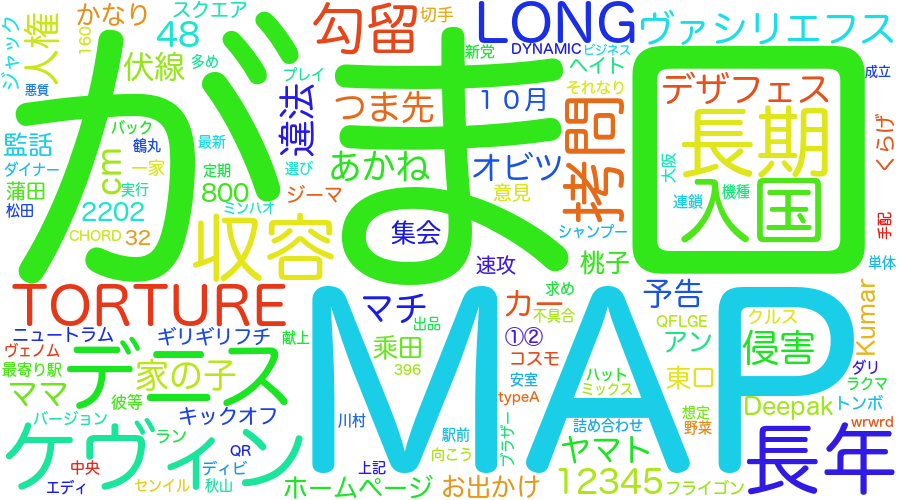 かなり
スクエア
勾留
切手
LONG
ヴァシリエフス
ジャック
人権
160
48
多め
がま口
新党
DYNAMIC
ビジネス
ヘイト
成立
悪質
伏線
プレイ
違法
つま先
10月
それなり
デザフェス
監話
バック
鶴丸
最新
あかね
オビツ
拷問
長期
くらげ
ダイナー
cm
一家
定期
選び
意見
大阪
入国
蒲田
実行
800
ジーマ
連鎖
機種
松田
2202
ミンハオ
収容
集会
シャンプー
手配
CHORD
32
速攻
桃子
単体
TORTURE
マチ
カー
求め
予告
Kumar
ニュートラム
ギリギリフチ
献上
出品
不具合
QFLGE
クルス
ヴェノム
デニス
乘田
①②
アン
侵害
最寄り駅
家の子
396
コスモ
MAP
ダリ
ママ
彼等
安室
ハット
東口
ラクマ
typeA
ミックス
Deepak
トンボ
バージョン
キックオフ
川村
ブラザー
想定
ケヴィン
ラン
駅前
詰め合わせ
野菜
wrwrd
QR
向こう
ヤマト
長年
中央
ディビ
上記
エディ
センイル
秋山
ホームページ
お出かけ
12345
フライゴン